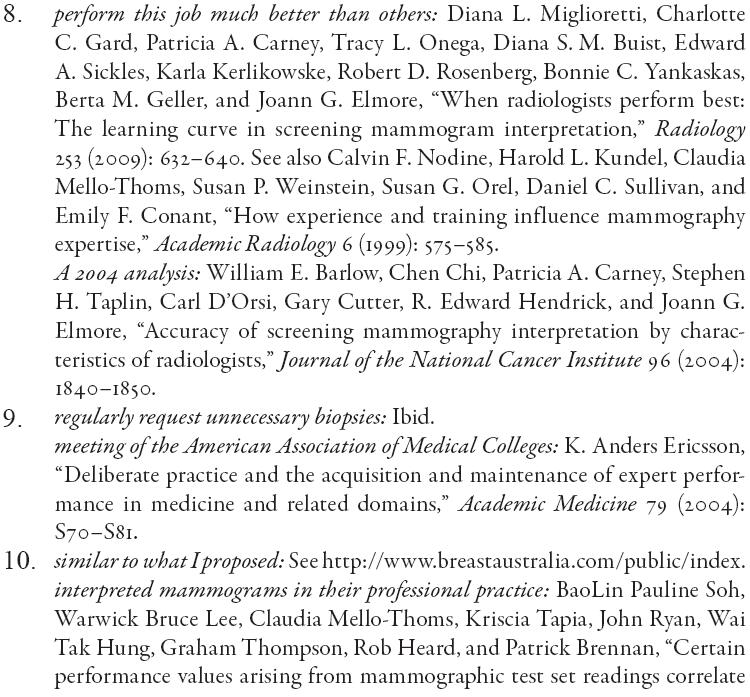 8. perform this job much better than others: Diana L. Miglioretti, Charlotte
C. Gard, Patricia A. Carney, Tracy L. Onega, Diana S. M. Buist, Edward
A. Sickles, Karla Kerlikowske, Robert D. Rosenberg, Bonnie C. Yankaskas,
Berta M. Geller, and Joann G. Elmore, “When radiologists perform best:
The learning curve in screening mammogram interpretation,” Radiology
253 (2009): 632–640. See also Calvin F. Nodine, Harold L. Kundel, Claudia
Mello-Thoms, Susan P. Weinstein, Susan G. Orel, Daniel C. Sullivan, and
Emily F. Conant, “How experience and training influence mammography
expertise,” Academic Radiology 6 (1999): 575–585.
A 2004 analysis: William E. Barlow, Chen Chi, Patricia A. Carney, Stephen
H. Taplin, Carl D’Orsi, Gary Cutter, R. Edward Hendrick, and Joann G.
Elmore, “Accuracy of screening mammography interpretation by charac-
teristics of radiologists,” Journal of the National Cancer Institute 96 (2004):
1840–1850.
9. regularly request unnecessary biopsies: Ibid.
meeting of the American Association of Medical Colleges: K. Anders Ericsson,
“Deliberate practice and the acquisition and maintenance of expert perfor-
mance in medicine and related domains,” Academic Medicine 79 (2004):
S70–S81.
10. similar to what I proposed: See http://www.breastaustralia.com/public/index.
interpreted mammograms in their professional practice: BaoLin Pauline Soh,
Warwick Bruce Lee, Claudia Mello-Thoms, Kriscia Tapia, John Ryan, Wai
Tak Hung, Graham Thompson, Rob Heard, and Patrick Brennan, “Certain
performance values arising from mammographic test set readings correlate